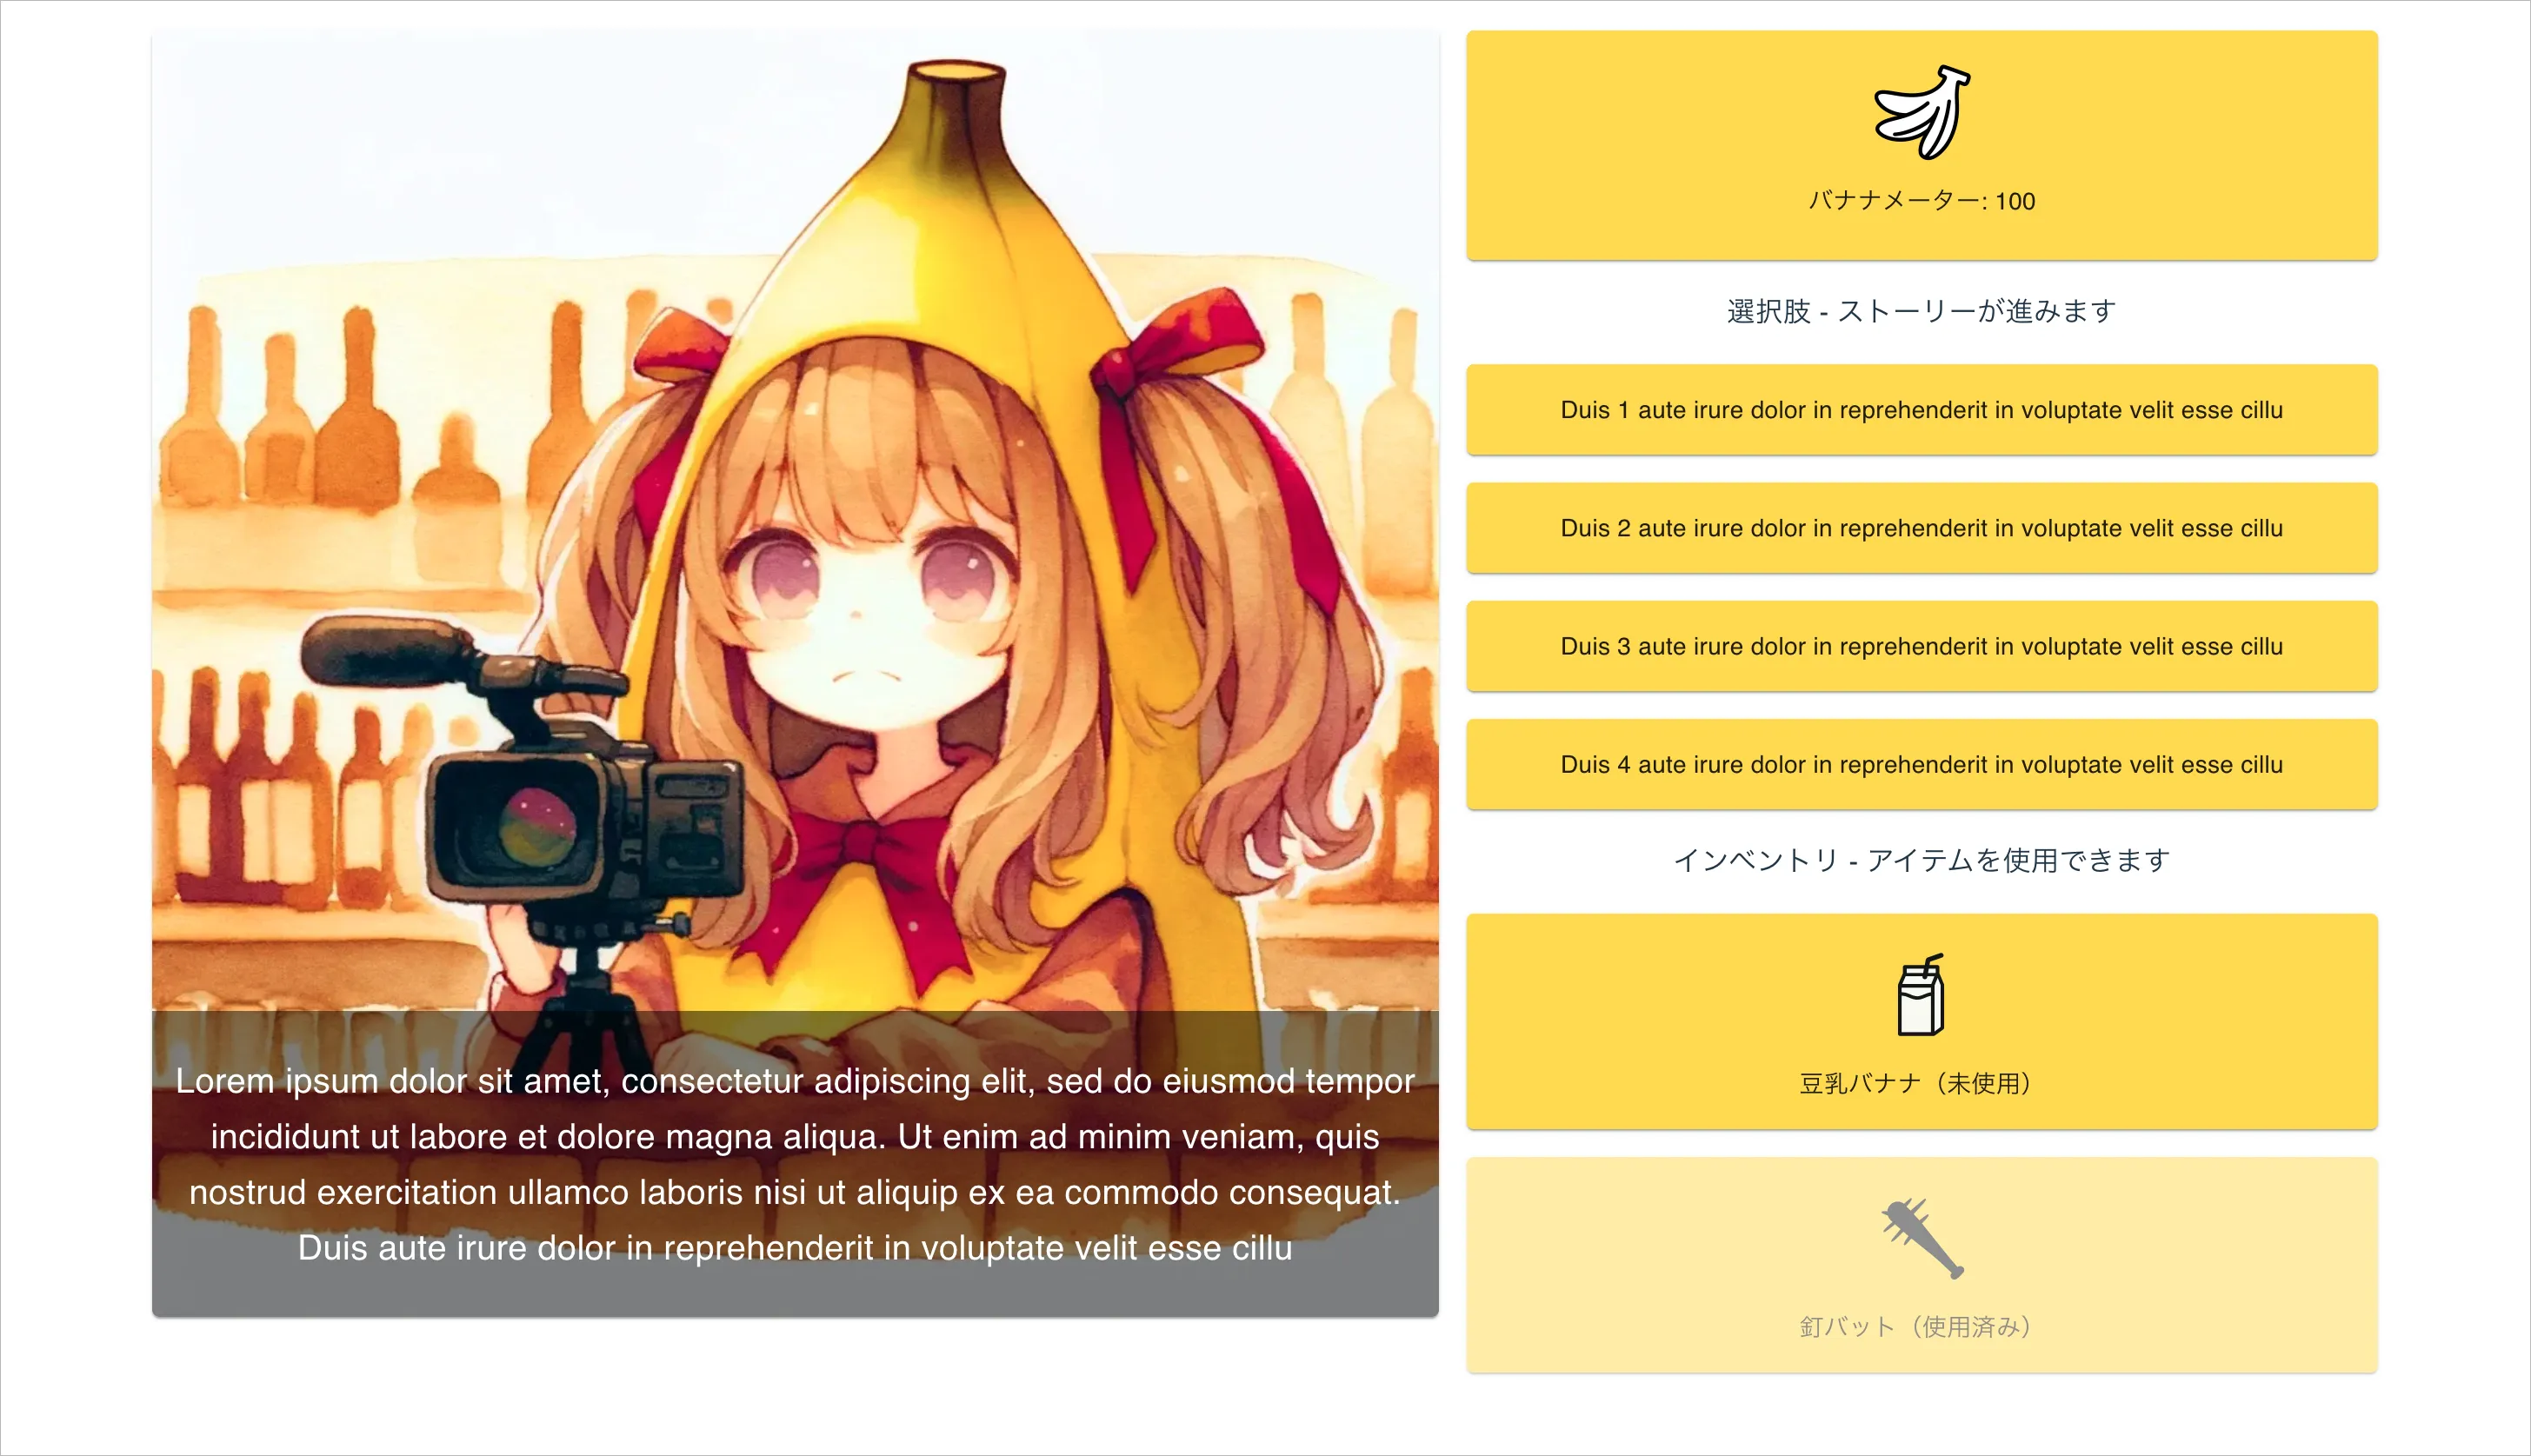 Lorem ipsum dolor sit amet, consectetur adipiscing elit, sed do eiusmod tempor
incididunt ut labore et dolore magna aliqua. Ut enim ad minim veniam, quis
nostrud exercitation ullamco laboris nisi ut aliquip ex ea commodo consequat.
Duis aute irure dolor in reprehenderit in voluptate velit esse cillu
バナナメーター: 100
選択肢 - ストーリーが進みます
Duis 1 aute irure dolor in reprehenderit in voluptate velit esse cillu
Duis 2 aute irure dolor in reprehenderit in voluptate velit esse cillu
Duis 3 aute irure dolor in reprehenderit in voluptate velit esse cillu
Duis 4 aute irure dolor in reprehenderit in voluptate velit esse cillu
インベントリ - アイテムを使用できます
豆乳バナナ（未使用）
釘バット（使用済み）